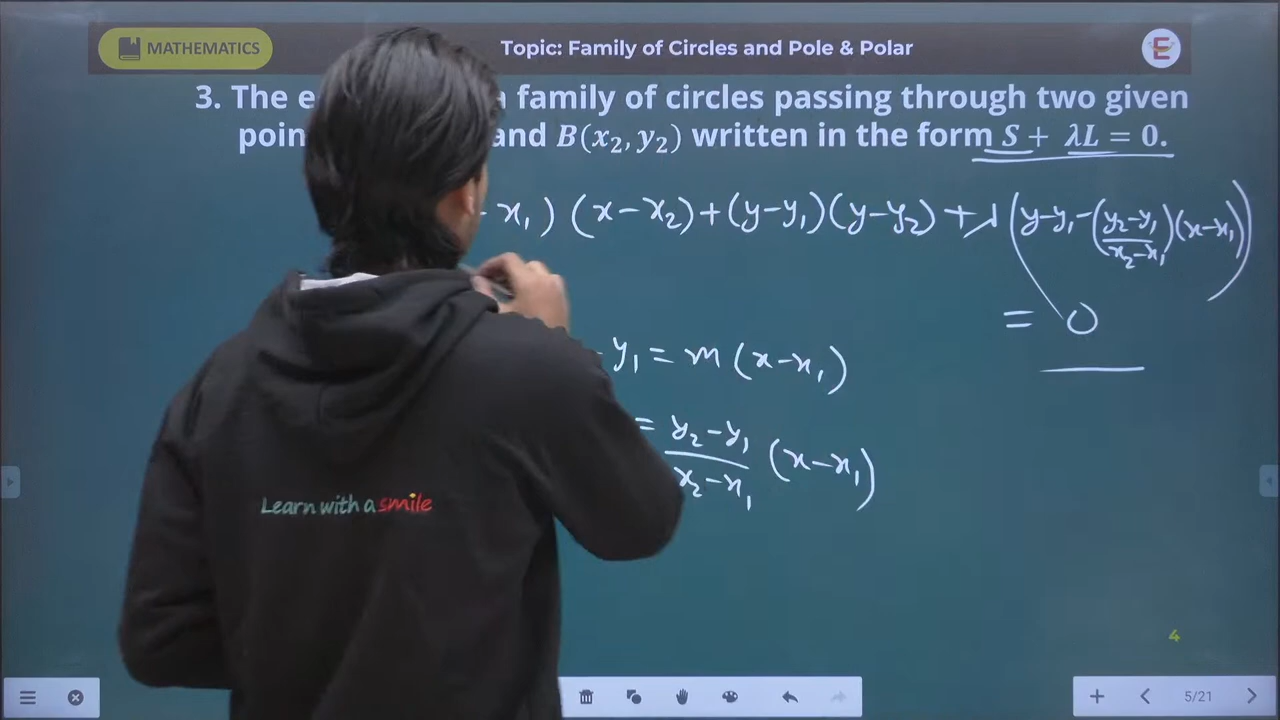 MATHEMATICS
Topic: Family of Circles and Pole & Polar
E
3. The a family of circles passing through two given
and B(x₂, y₂) written in the form S + λL = 0.
- x₁) (x-x₂) + (y-y₁)(y-y₂) + λ (y-y₁-(y₂-y₁/x₂-x₁)(x-x₁))
= 0
- y₁ = m (x-x₁)
= y₂-y₁/x₂-x₁ (x-x₁)
Learn with a smile
4
5/21